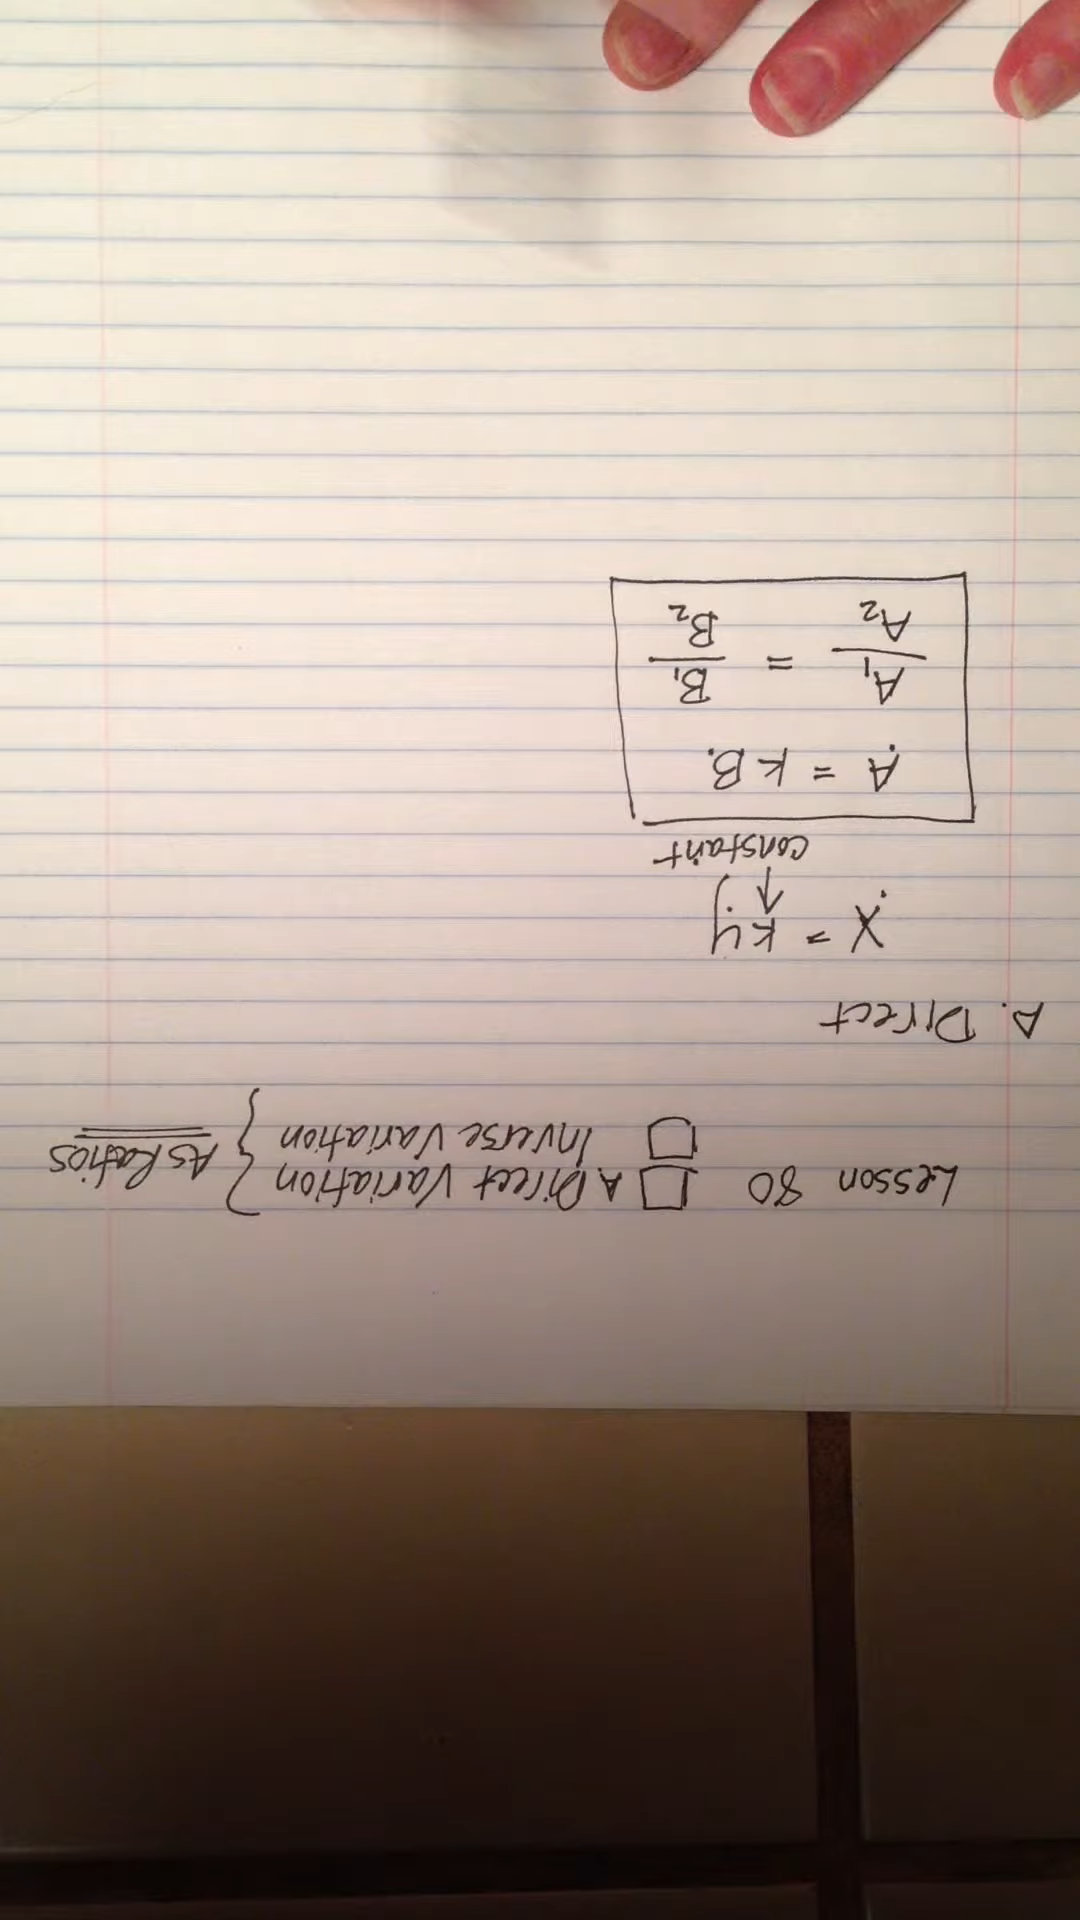 Lesson 80 □ A Direct Variation } As Ratios
□ Inverse Variation
A. Direct
X = ky
↑
constant
A = kB
A₁/A₂ = B₁/B₂